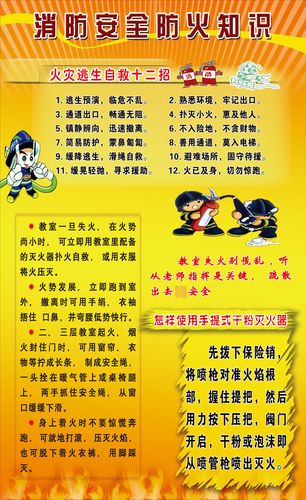 消防安全防火知识
火灾逃生自救十二招
消防
1. 逃生预演，临危不乱。
2. 熟悉环境，牢记出口。
3. 通道出口，畅通无阻。
4. 扑灭小火，惠及他人。
5. 镇静辨向，迅速撤离。
6. 不入险地，不贪财物。
7. 简易防护，蒙鼻匍匐。
8. 善用通道，莫入电梯。
9. 缓降逃生，滑绳自救。
10. 避难场所，固守待援。
11. 缓晃轻抛，寻求援助。
12. 火已及身，切勿惊跑。
● 教室一旦失火， 在火势
尚小时， 可立即用教室里配备
的灭火器扑火自救， 或用衣服
将火压灭。
● 火势发展， 立即跑到室
外， 撤离时可用手绢， 衣袖
捂住 口鼻，并弯腰低势快行。
● 二、 三层教室起火， 烟
火封住门时， 可用窗帘、 衣
物等拧成长条， 制成安全绳，
一头拴在暖气管上或桌椅腿
上， 两手抓住安全绳， 从窗
口缓缓下滑。
● 身上着火时不要惊慌奔
跑， 可就地打滚， 压灭火焰，
也可脱下着火衣裤， 用脚踩
灭。
教室失火别慌乱，听
从老师指挥是关键， 疏散
出去 安全
怎样使用手提式干粉灭火器
先拨下保险销，
将喷枪对准火焰根
部，握住提把，然后
用力按下压把，阀门
开启，干粉或泡沫即
从喷管枪喷出灭火。